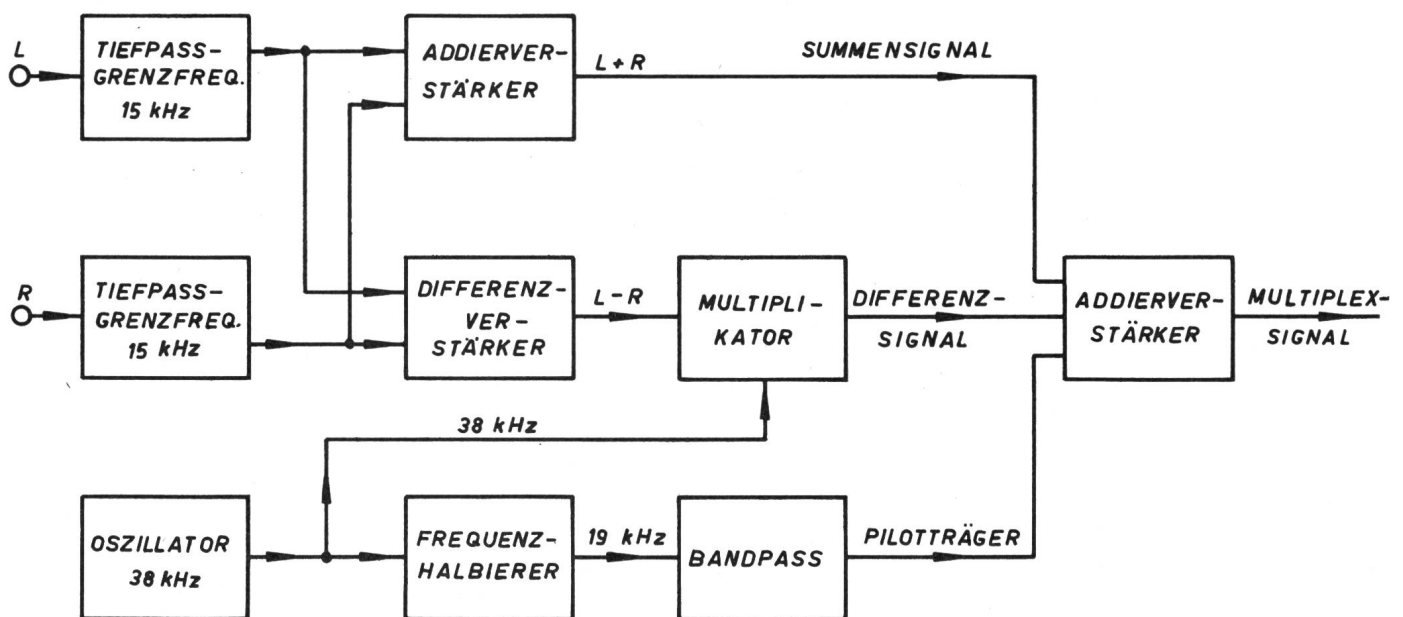 L
TIEFPASS-
GRENZFREQ.
15 kHz
ADDIERVER-
STÄRKER
L+R
SUMMENSIGNAL
R
TIEFPASS-
GRENZFREQ.
15 kHz
DIFFERENZ-
VER-
STÄRKER
L-R
MULTIPLI-
KATOR
DIFFERENZ-
SIGNAL
ADDIERVER-
STÄRKER
MULTIPLEX-
SIGNAL
38 kHz
OSZILLATOR
38 kHz
FREQUENZ-
HALBIERER
19 kHz
BANDPASS
PILOTTRÄGER